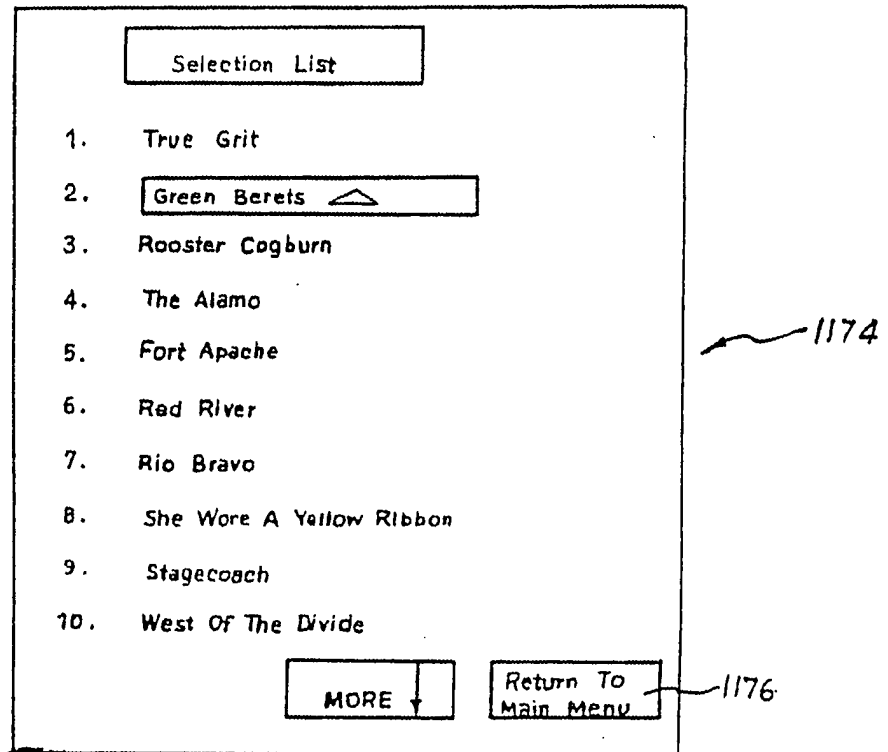 Selection List
1. True Grit
2. Green Berets
3. Rooster Cogburn
4. The Alamo
5. Fort Apache
6. Red River
7. Rio Bravo
8. She Wore A Yellow Ribbon
9. Stagecoach
10. West Of The Divide
MORE
Return To
Main Menu
1174
1176